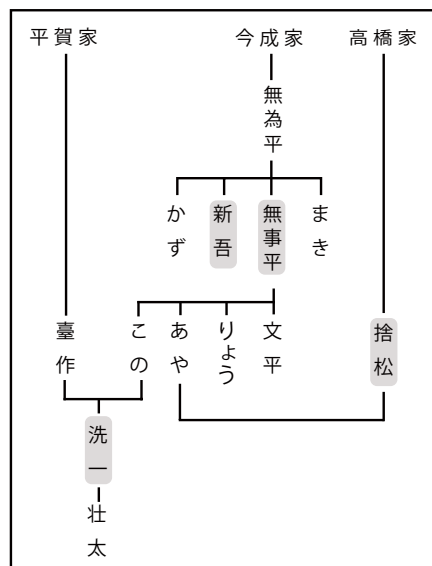 平賀家
今成家
高橋家
無為平
かず
新吾
無事平
まき
臺作
この
あや
りょう
文平
捨松
洗一
壮太